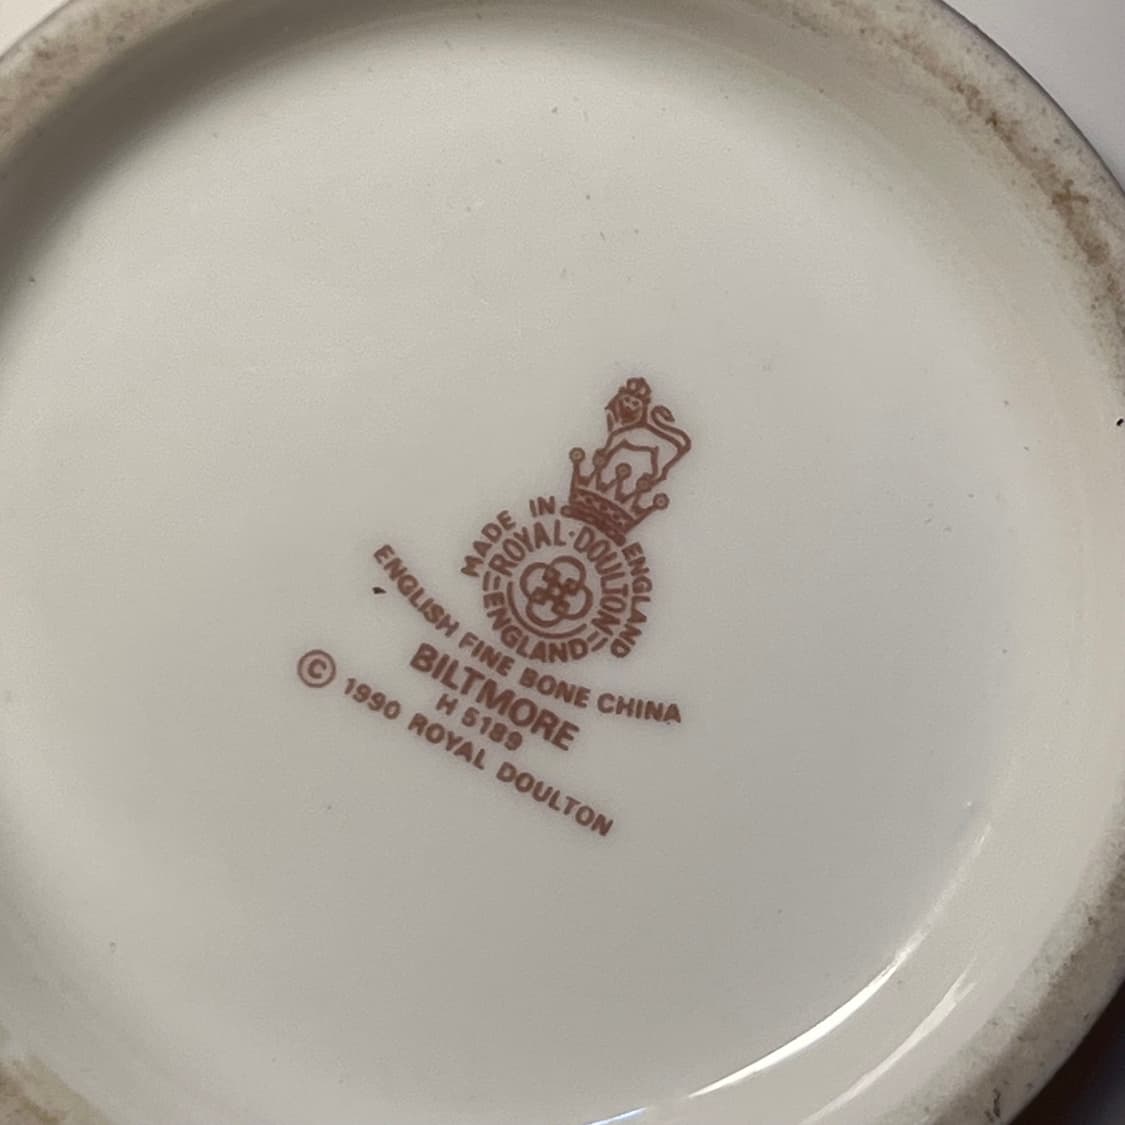 MADE IN ENGLAND
ROYAL·DOULTON
ENGLAND
ENGLISH FINE BONE CHINA
BILTMORE
H 5189
© 1990 ROYAL DOULTON